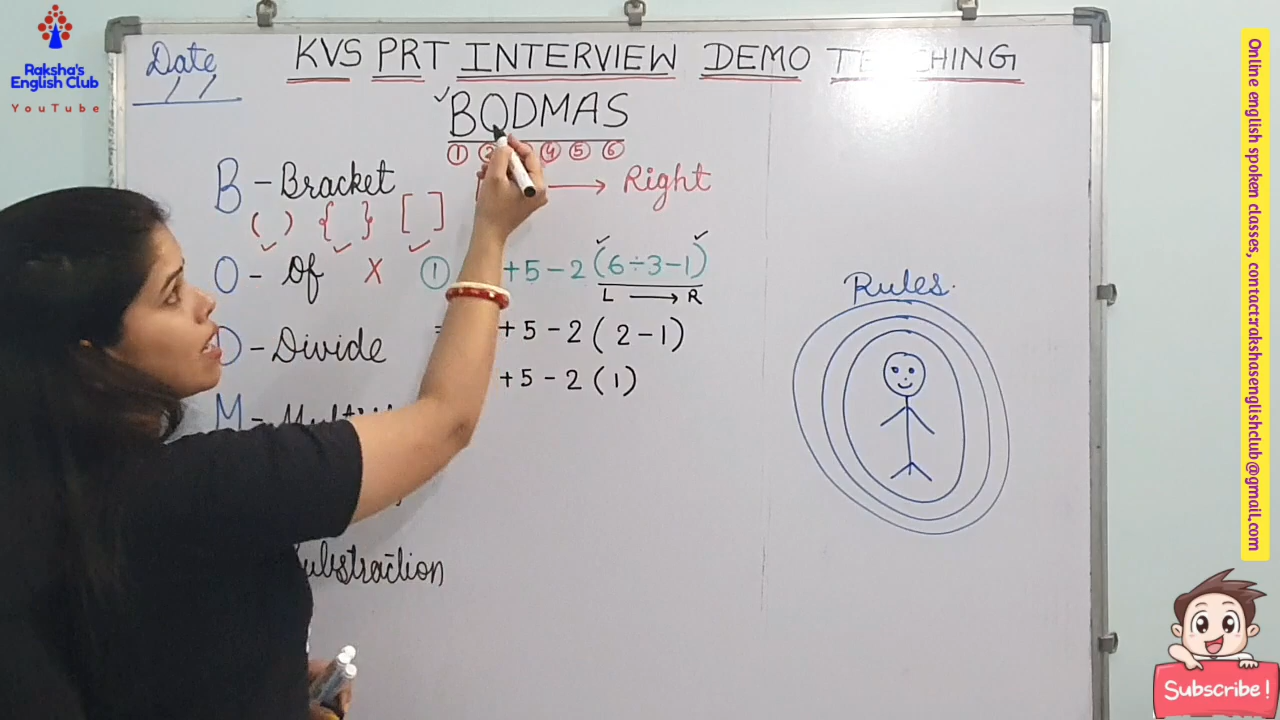 Raksha's
English Club
YouTube
Date
/ /
KVS PRT INTERVIEW DEMO
✓BODMAS
① ④ ⑤ ⑥
B - Bracket
→ Right
( ) { } [ ]
✓ ✓ ✓
O - Of X
① +5-2 (6÷3-1)
L → R
+5-2 (2-1)
- Divide
+5-2 (1)
M -
ubstraction
Rules.
Online english spoken classes, contact:rakshasenglishclub@gmail.com
Subscribe!